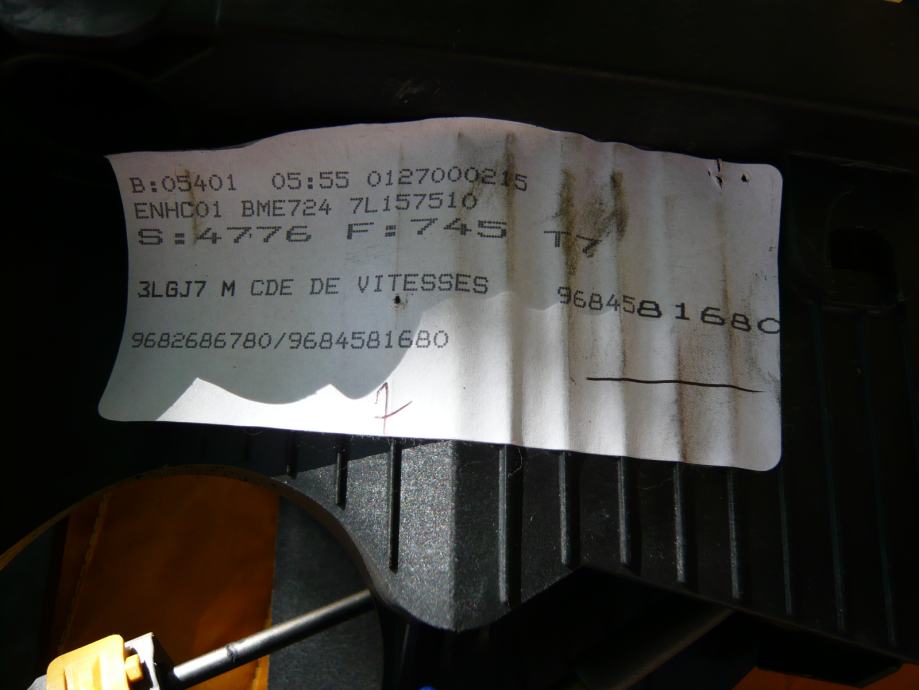 B:05401 05:55 0127000215
ENHC01 BME724 7L157510
S:4776 F:745 T7
3LGJ7 M CDE DE VITESSES 9684581680
9682686780/9684581680
7